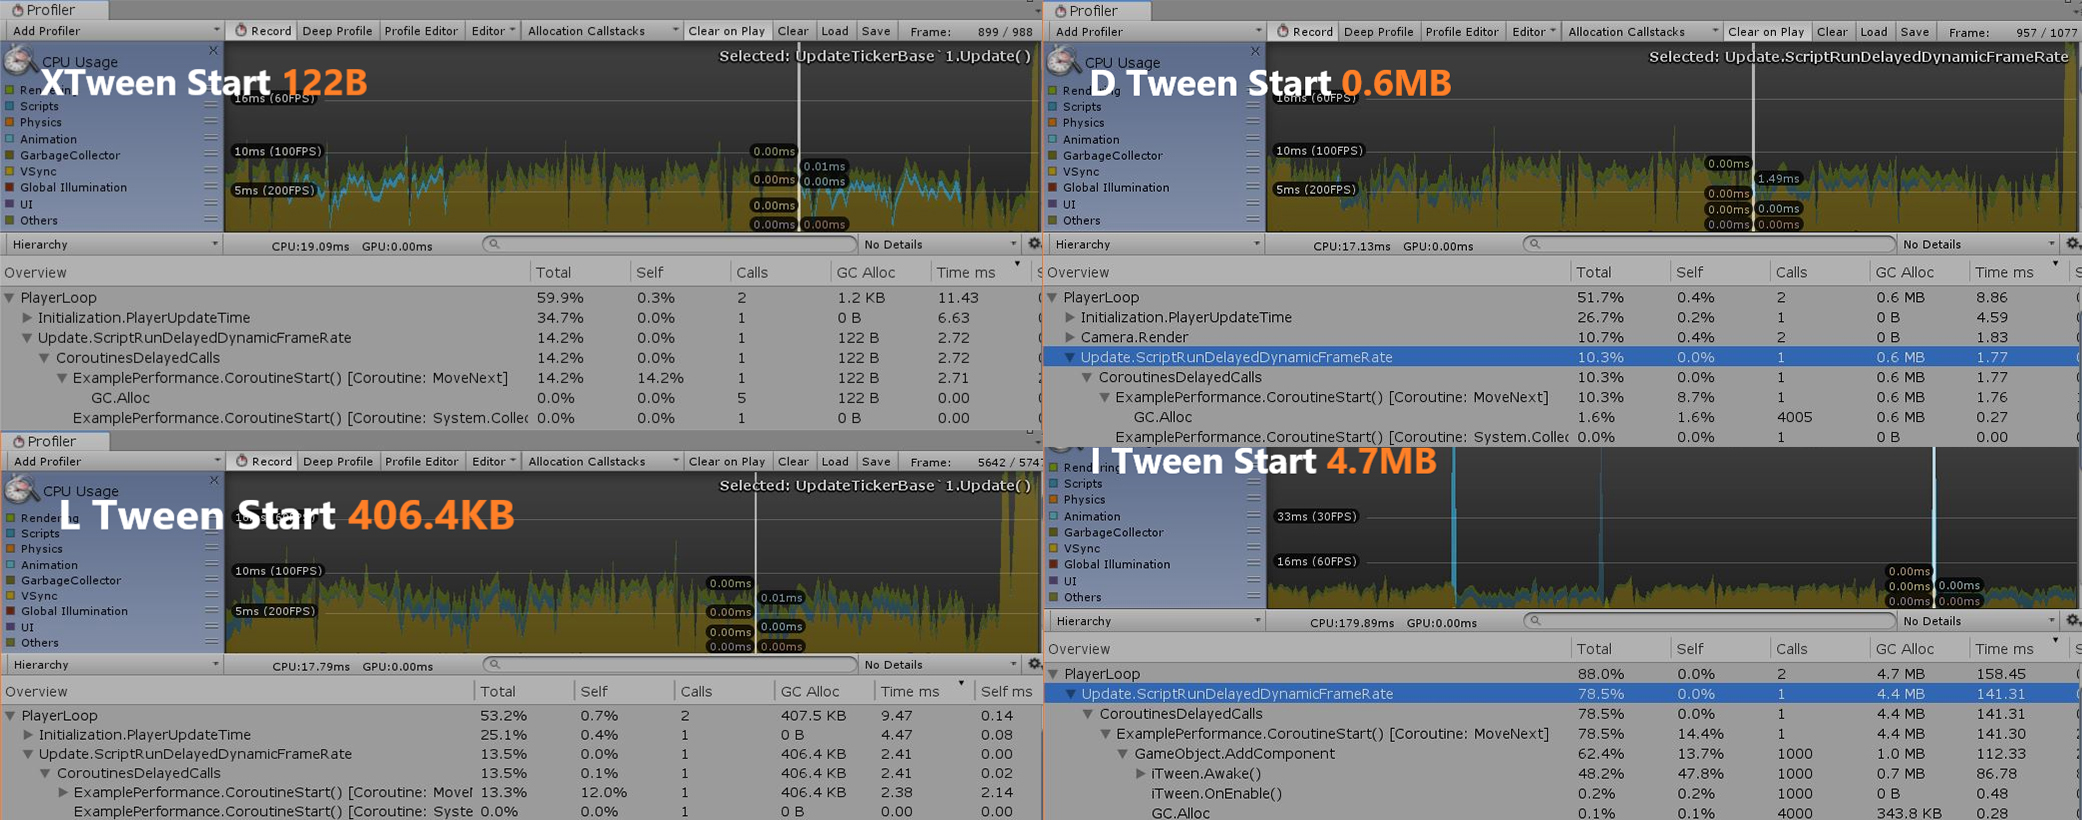 Profiler
Add Profiler Record Deep Profile Profile Editor Editor Allocation Callstacks Clear on Play Clear Load Save Frame: 899 / 988
CPU Usage
Selected: UpdateTickerBase`1.Update()
XTween Start 122B
Rendering
16ms (60FPS)
Scripts
Physics
Animation
GarbageCollector
10ms (100FPS)
0.00ms
0.01ms
VSync
0.00ms
0.00ms
Global Illumination
5ms (200FPS)
UI
0.00ms
Others
0.00ms
0.00ms
Hierarchy CPU:19.09ms GPU:0.00ms No Details
Overview Total Self Calls GC Alloc Time ms S
PlayerLoop 59.9% 0.3% 2 1.2 KB 11.43
Initialization.PlayerUpdateTime 34.7% 0.0% 1 0 B 6.63
Update.ScriptRunDelayedDynamicFrameRate 14.2% 0.0% 1 122 B 2.72
CoroutinesDelayedCalls 14.2% 0.0% 1 122 B 2.72
ExamplePerformance.CoroutineStart() [Coroutine: MoveNext] 14.2% 14.2% 1 122 B 2.71
GC.Alloc 0.0% 0.0% 5 122 B 0.00
ExamplePerformance.CoroutineStart() [Coroutine: System.Collec 0.0% 0.0% 1 0 B 0.00
Profiler
Add Profiler Record Deep Profile Profile Editor Editor Allocation Callstacks Clear on Play Clear Load Save Frame: 957 / 1077
CPU Usage
Selected: Update.ScriptRunDelayedDynamicFrameRate
D Tween Start 0.6MB
Rendering
16ms (60FPS)
Scripts
Physics
Animation
GarbageCollector
10ms (100FPS)
0.00ms
VSync
1.49ms
Global Illumination
5ms (200FPS)
0.00ms
UI
0.00ms
0.00ms
Others
0.00ms
0.00ms
Hierarchy CPU:17.13ms GPU:0.00ms No Details
Overview Total Self Calls GC Alloc Time ms S
PlayerLoop 51.7% 0.4% 2 0.6 MB 8.86
Initialization.PlayerUpdateTime 26.7% 0.2% 1 0 B 4.59
Camera.Render 10.7% 0.4% 2 0 B 1.83
Update.ScriptRunDelayedDynamicFrameRate 10.3% 0.0% 1 0.6 MB 1.77
CoroutinesDelayedCalls 10.3% 0.0% 1 0.6 MB 1.77
ExamplePerformance.CoroutineStart() [Coroutine: MoveNext] 10.3% 8.7% 1 0.6 MB 1.76
GC.Alloc 1.6% 1.6% 4005 0.6 MB 0.27
ExamplePerformance.CoroutineStart() [Coroutine: System.Collec 0.0% 0.0% 1 0 B 0.00
Profiler
Add Profiler Record Deep Profile Profile Editor Editor Allocation Callstacks Clear on Play Clear Load Save Frame: 5642 / 574
CPU Usage
Selected: UpdateTickerBase`1.Update()
L Tween Start 406.4KB
Rendering
Scripts
Physics
Animation
10ms (100FPS)
GarbageCollector
0.00ms
VSync
0.01ms
Global Illumination
5ms (200FPS)
0.00ms
UI
0.00ms
0.00ms
Others
0.00ms
0.00ms
Hierarchy CPU:17.79ms GPU:0.00ms No Details
Overview Total Self Calls GC Alloc Time ms Self ms
PlayerLoop 53.2% 0.7% 2 407.5 KB 9.47 0.14
Initialization.PlayerUpdateTime 25.1% 0.4% 1 0 B 4.47 0.08
Update.ScriptRunDelayedDynamicFrameRate 13.5% 0.0% 1 406.4 KB 2.41 0.00
CoroutinesDelayedCalls 13.5% 0.1% 1 406.4 KB 2.41 0.02
ExamplePerformance.CoroutineStart() [Coroutine: Move 13.3% 12.0% 1 406.4 KB 2.38 2.14
ExamplePerformance.CoroutineStart() [Coroutine: Syste 0.0% 0.0% 1 0 B 0.00 0.00
I Tween Start 4.7MB
Rendering
Scripts
Physics
Animation
33ms (30FPS)
GarbageCollector
VSync
Global Illumination
16ms (60FPS)
0.00ms
UI
0.00ms
0.00ms
Others
0.00ms
0.00ms
Hierarchy CPU:179.89ms GPU:0.00ms No Details
Overview Total Self Calls GC Alloc Time ms S
PlayerLoop 88.0% 0.0% 2 4.7 MB 158.45
Update.ScriptRunDelayedDynamicFrameRate 78.5% 0.0% 1 4.4 MB 141.31
CoroutinesDelayedCalls 78.5% 0.0% 1 4.4 MB 141.31
ExamplePerformance.CoroutineStart() [Coroutine: MoveNext] 78.5% 14.4% 1 4.4 MB 141.30
GameObject.AddComponent 62.4% 13.7% 1000 1.0 MB 112.33
iTween.Awake() 48.2% 47.8% 1000 0.7 MB 86.78
iTween.OnEnable() 0.2% 0.2% 1000 0 B 0.48
GC.Alloc 0.1% 0.1% 4000 343.8 KB 0.28